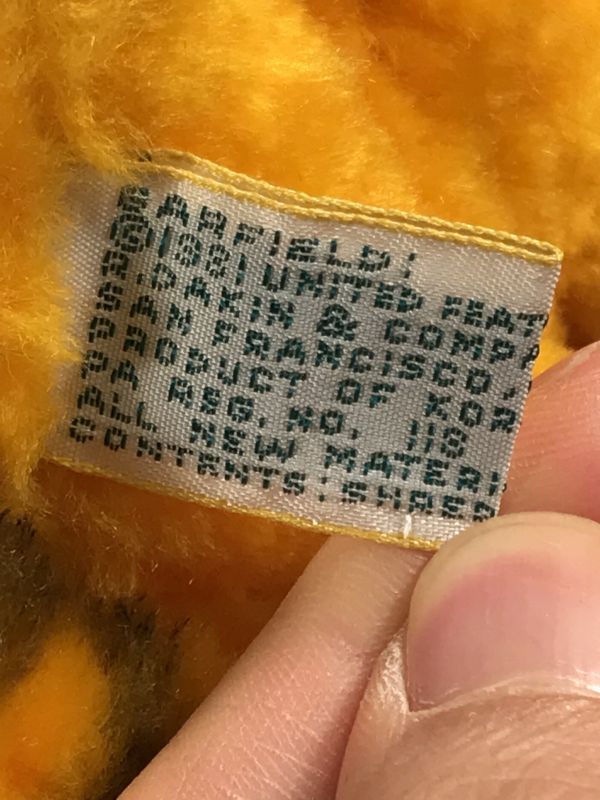 GARFIELD:
©1981 UNITED FEAT
R.DAKIN & COMPA
SAN FRANCISCO,
PRODUCT OF KOR
PA REG. NO. 118
ALL NEW MATERI
CONTENTS:SHRED